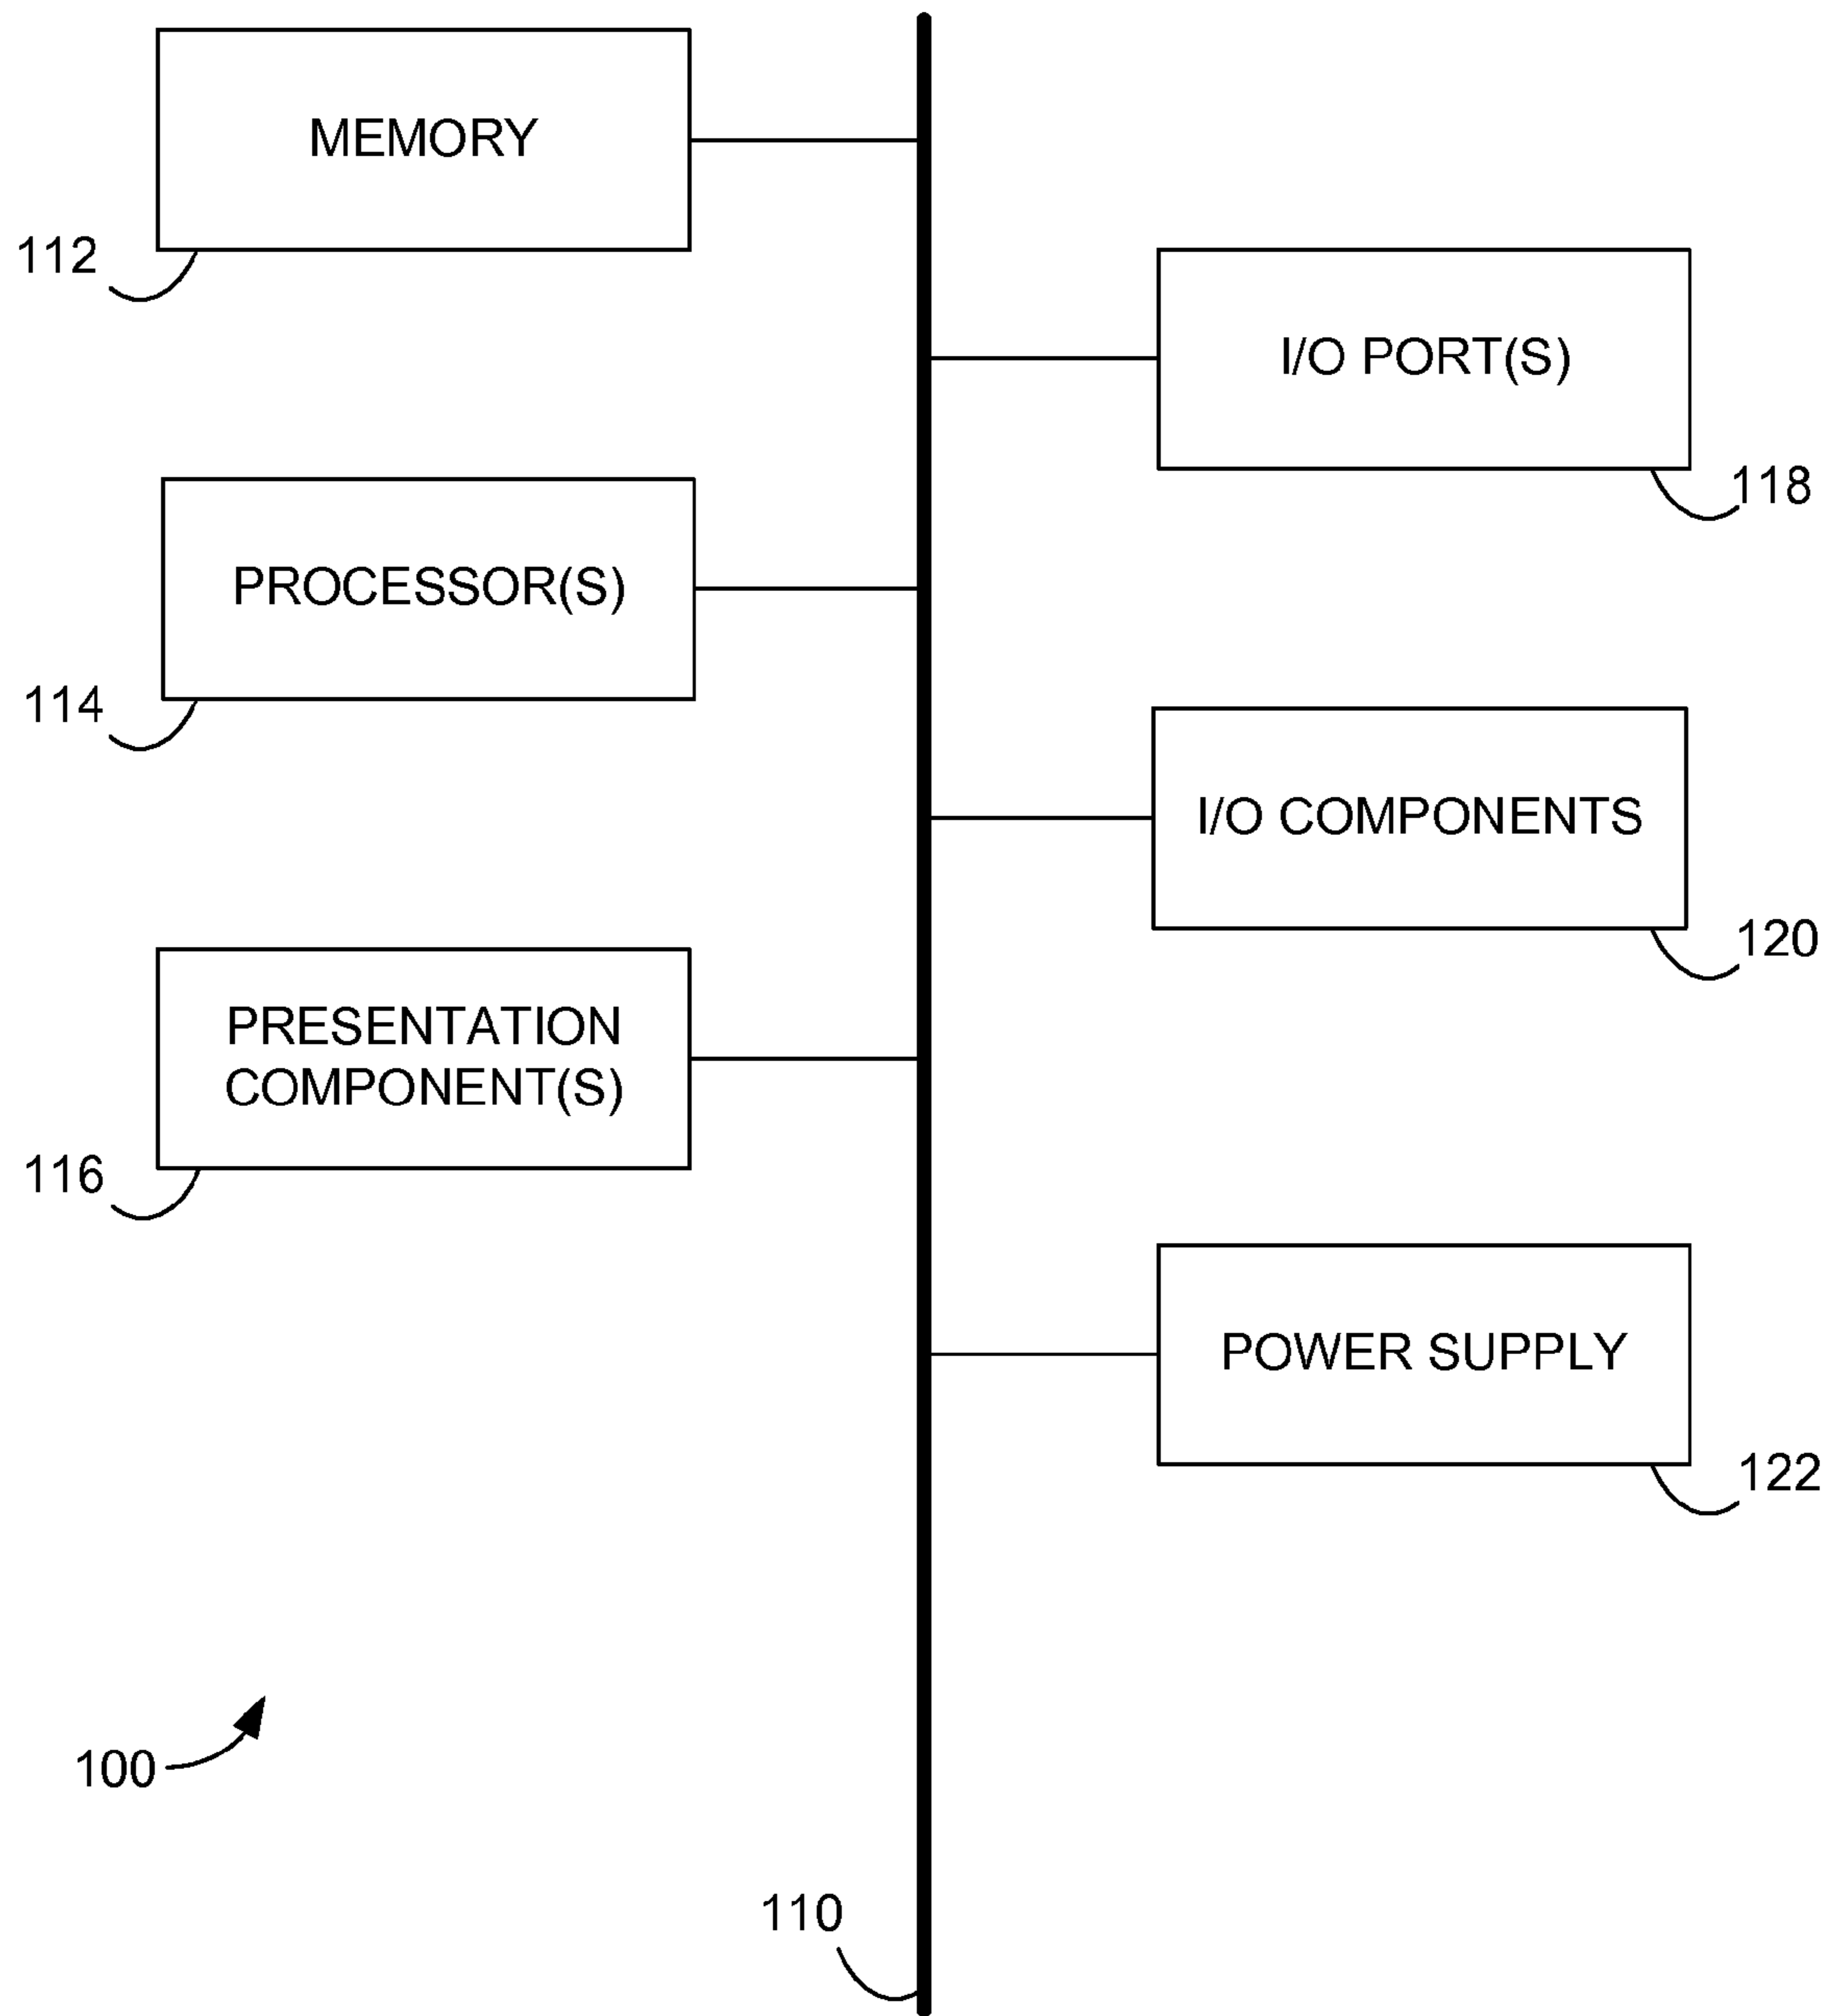 MEMORY
112
I/O PORT(S)
118
PROCESSOR(S)
114
I/O COMPONENTS
120
PRESENTATION
COMPONENT(S)
116
POWER SUPPLY
122
100
110